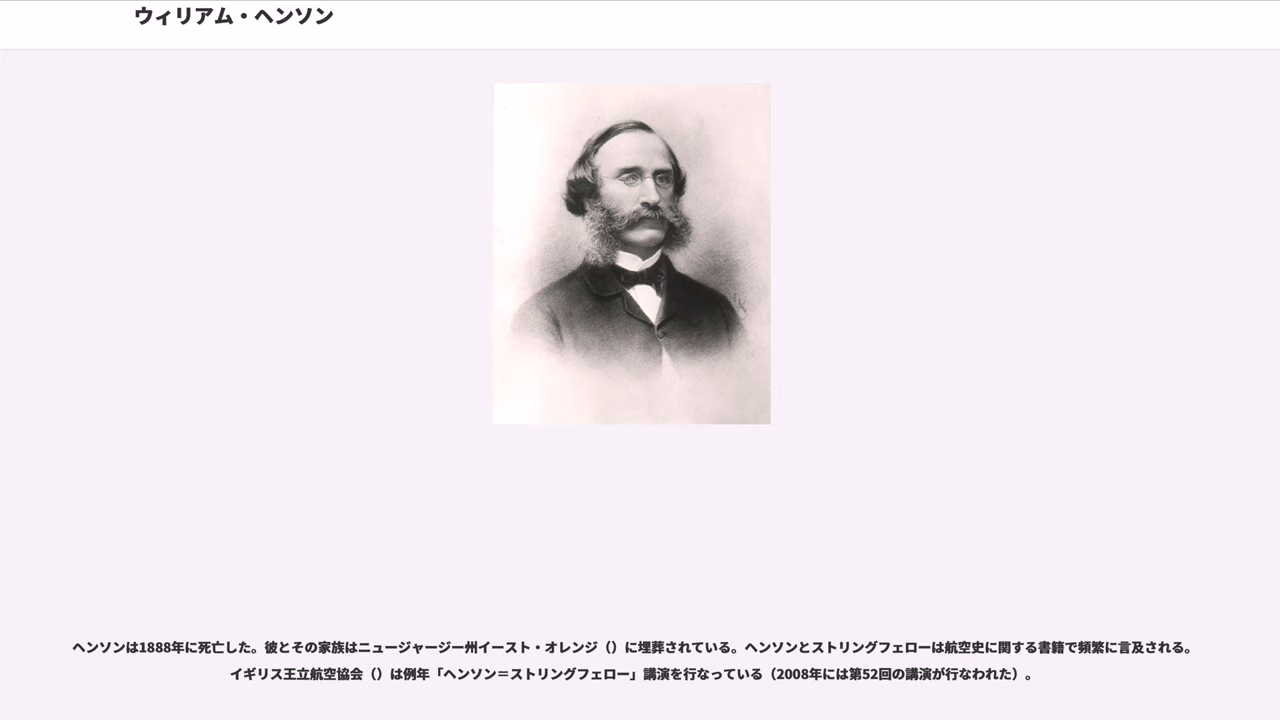 ウィリアム・ヘンソン
ヘンソンは1888年に死亡した。彼とその家族はニュージャージー州イースト・オレンジ（）に埋葬されている。ヘンソンとストリングフェローは航空史に関する書籍で頻繁に言及される。
イギリス王立航空協会（）は例年「ヘンソン＝ストリングフェロー」講演を行なっている（2008年には第52回の講演が行なわれた）。